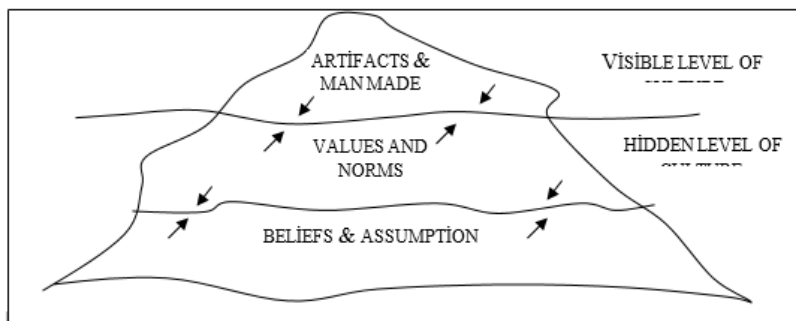 ARTİFACTS &
MAN MADE
VİSIBLE LEVEL OF
VALUES AND
NORMS
HİDDEN LEVEL OF
BELİEFS & ASSUMPTİON